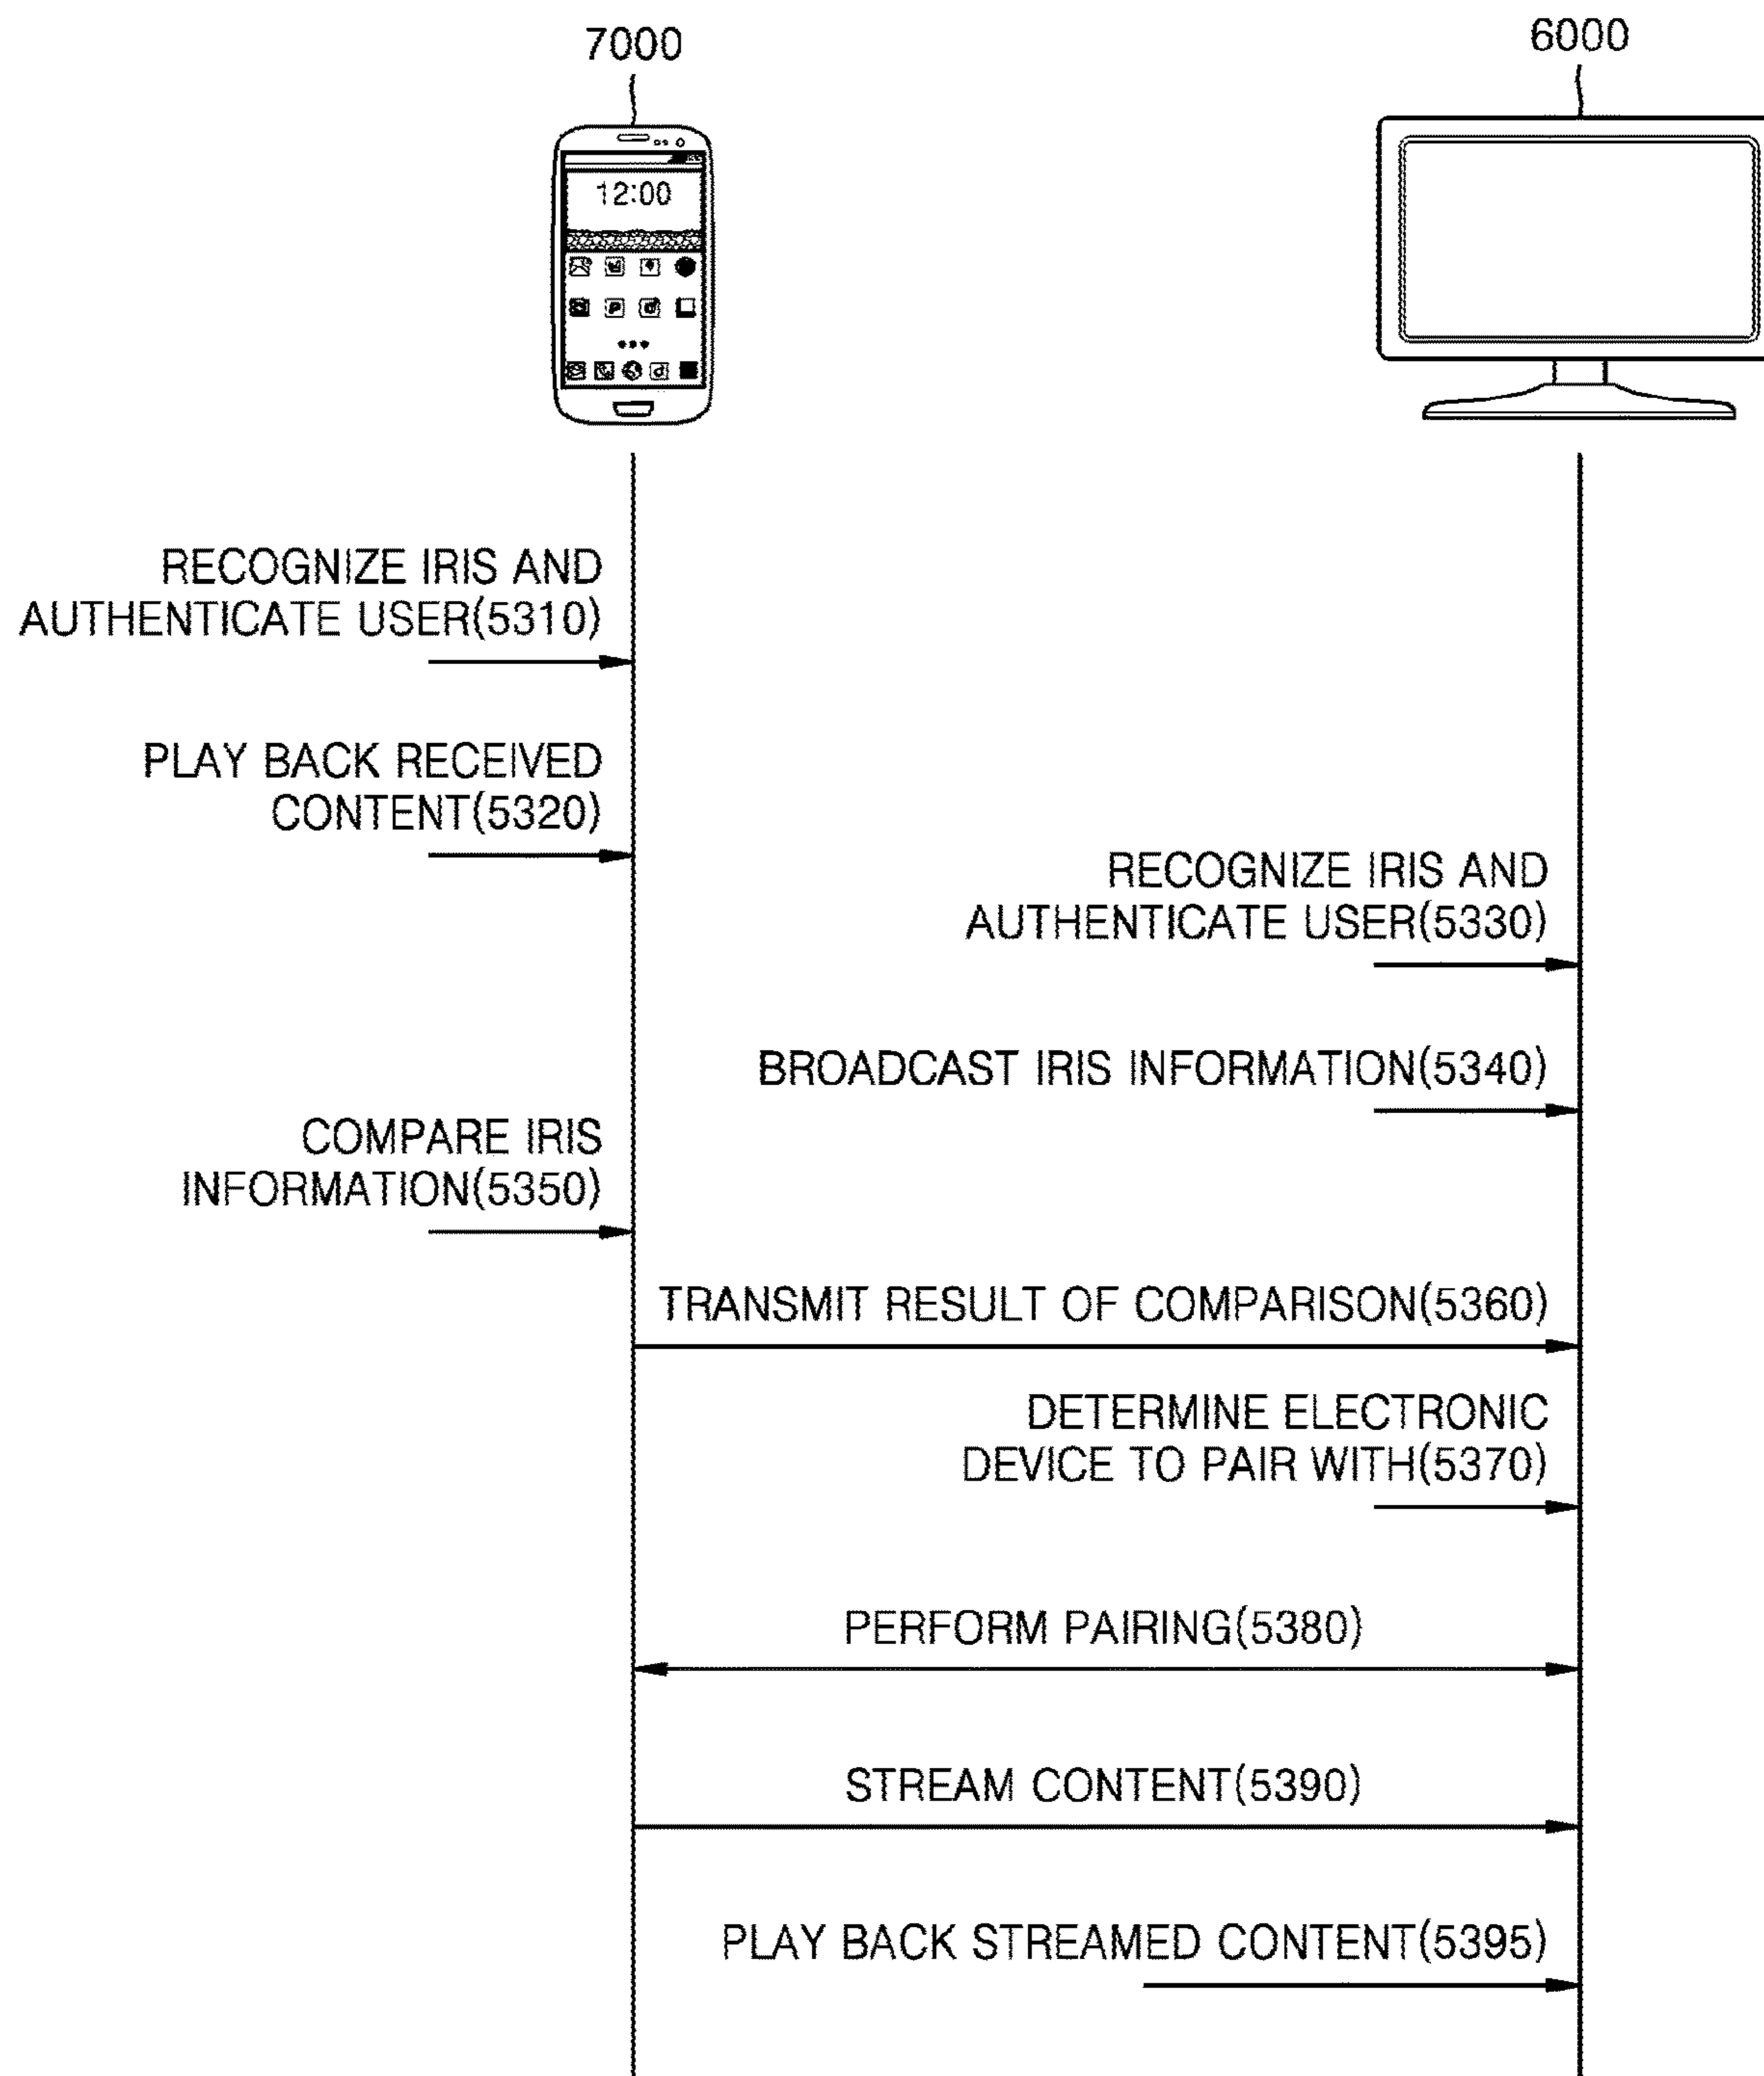 7000
6000
12:00
RECOGNIZE IRIS AND
AUTHENTICATE USER(5310)
PLAY BACK RECEIVED
CONTENT(5320)
RECOGNIZE IRIS AND
AUTHENTICATE USER(5330)
BROADCAST IRIS INFORMATION(5340)
COMPARE IRIS
INFORMATION(5350)
TRANSMIT RESULT OF COMPARISON(5360)
DETERMINE ELECTRONIC
DEVICE TO PAIR WITH(5370)
PERFORM PAIRING(5380)
STREAM CONTENT(5390)
PLAY BACK STREAMED CONTENT(5395)